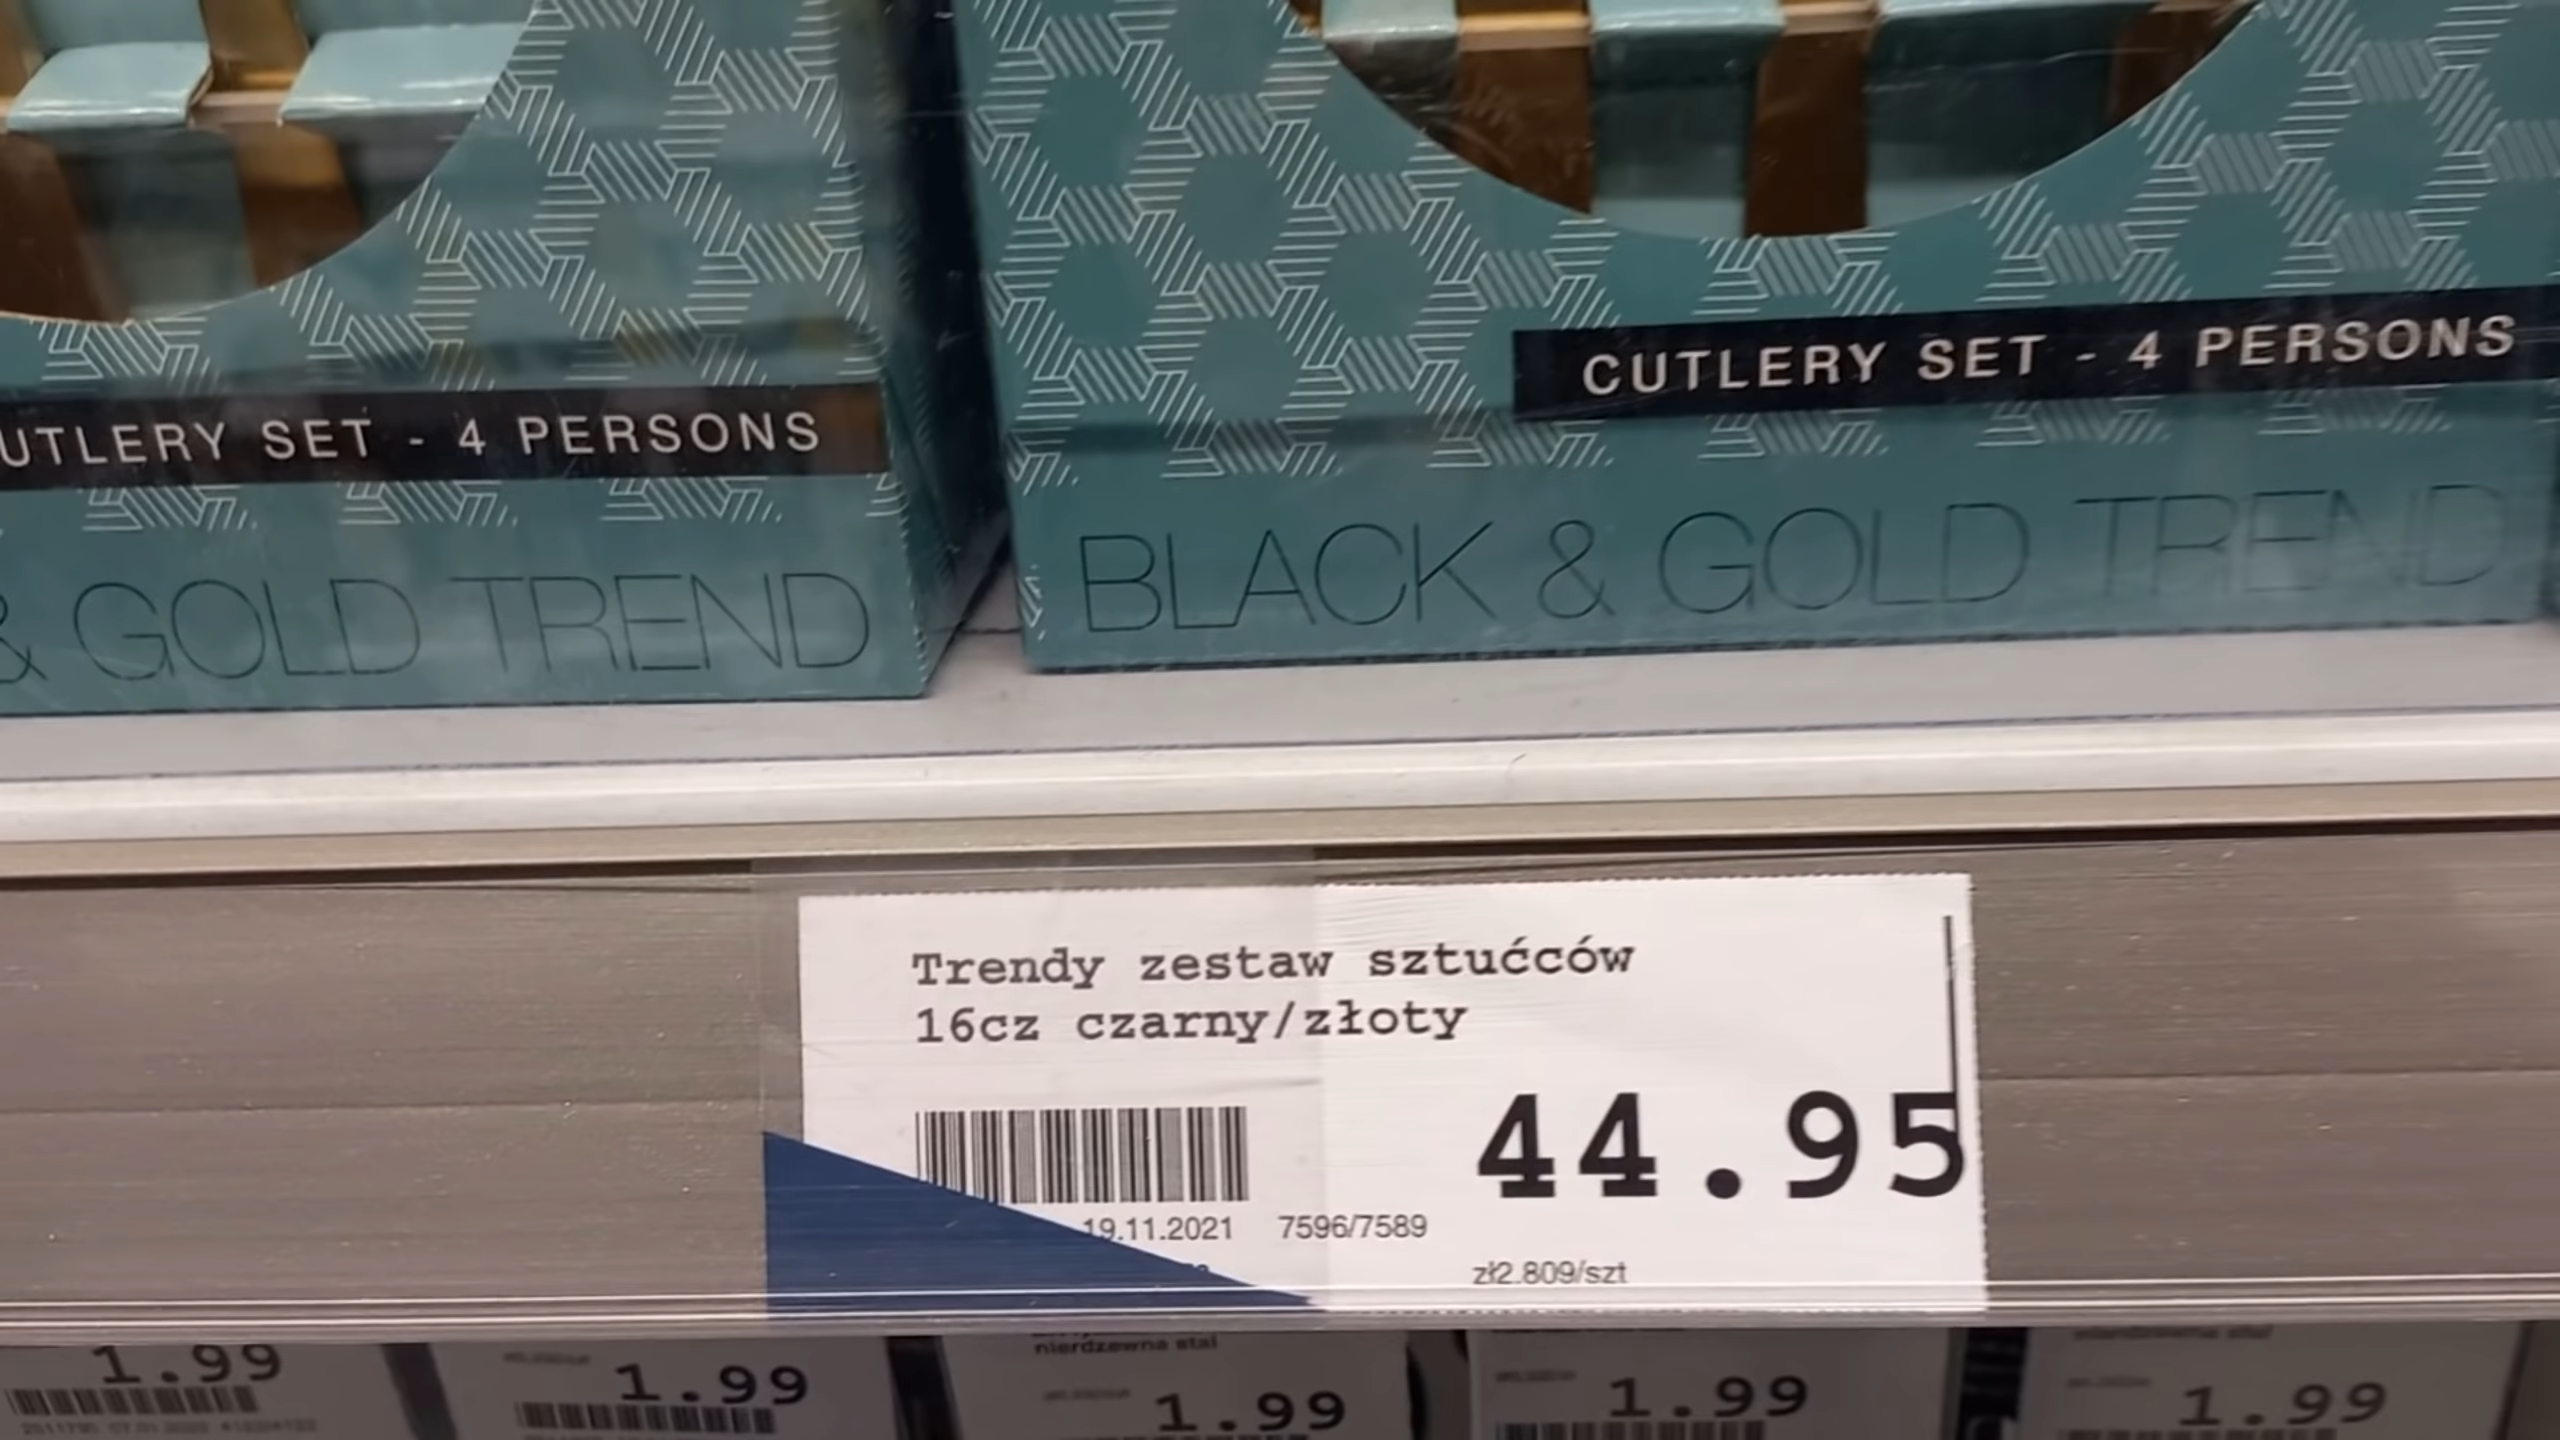 CUTLERY SET - 4 PERSONS
BLACK & GOLD TREND
UTLERY SET - 4 PERSONS
& GOLD TREND
Trendy zestaw sztućców
16cz czarny/złoty
44.95
19.11.2021 7596/7589
zł2.809/szt
1.99
1.99
nierdzewna stal
1.99
1.99
nierdzewna stal
1.99